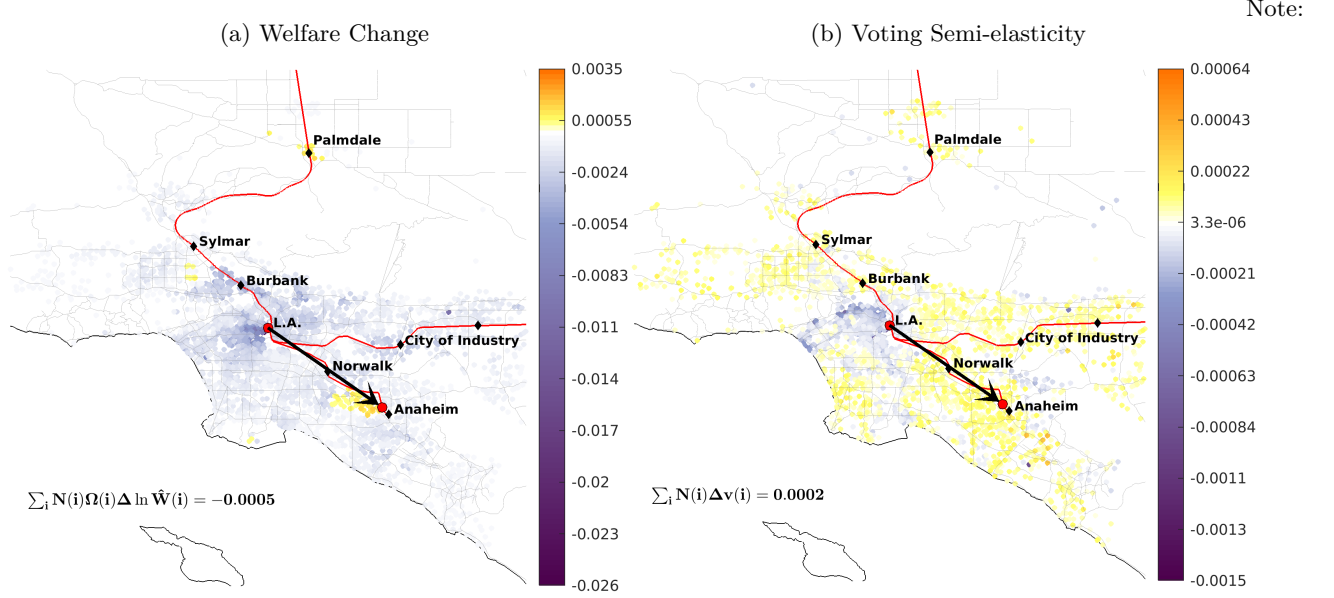 Note:
(a) Welfare Change
(b) Voting Semi-elasticity
0.0035
0.00055
-0.0024
-0.0054
-0.0083
-0.011
-0.014
-0.017
-0.02
-0.023
-0.026
Palmdale
Sylmar
Burbank
L.A.
City of Industry
Norwalk
Anaheim
∑ᵢ N(i)Ω(i)Δ ln Ŵ(i) = −0.0005
0.00064
0.00043
0.00022
3.3e-06
-0.00021
-0.00042
-0.00063
-0.00084
-0.0011
-0.0013
-0.0015
Palmdale
Sylmar
Burbank
L.A.
City of Industry
Norwalk
Anaheim
∑ᵢ N(i)Δv(i) = 0.0002